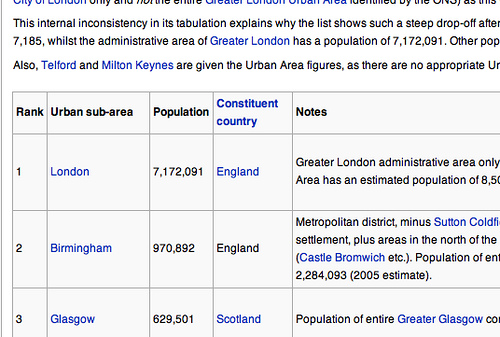 City of London only and not the entire Greater London Urban Area identified by the ONS) as this
This internal inconsistency in its tabulation explains why the list shows such a steep drop-off after
7,185, whilst the administrative area of Greater London has a population of 7,172,091. Other pop
Also, Telford and Milton Keynes are given the Urban Area figures, as there are no appropriate Ur
Rank Urban sub-area Population Constituent country Notes
1 London 7,172,091 England Greater London administrative area only
Area has an estimated population of 8,50
2 Birmingham 970,892 England Metropolitan district, minus Sutton Coldfi
settlement, plus areas in the north of the
(Castle Bromwich etc.). Population of ent
2,284,093 (2005 estimate).
3 Glasgow 629,501 Scotland Population of entire Greater Glasgow con